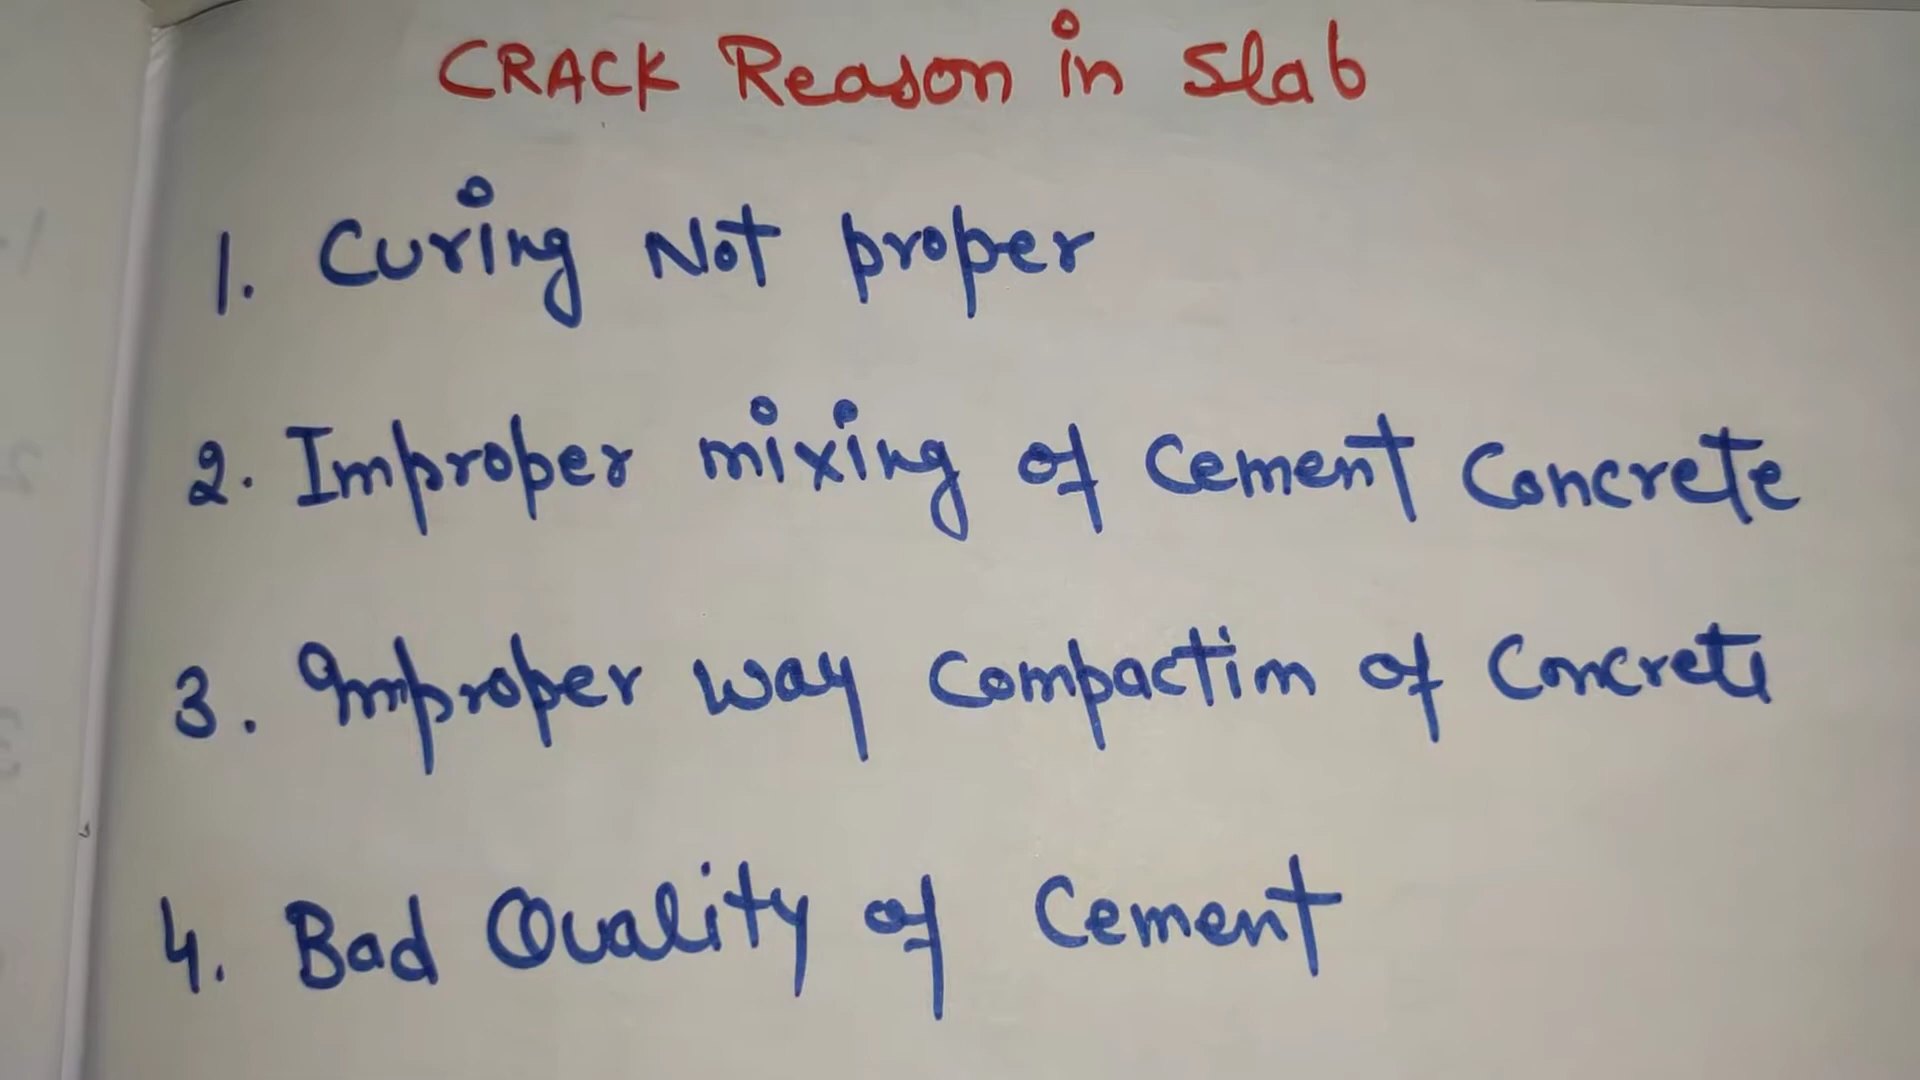 CRACK Reason in Slab
1. Curing Not proper
2. Improper mixing of Cement Concrete
3. Improper way Compaction of Concrete
4. Bad Quality of Cement